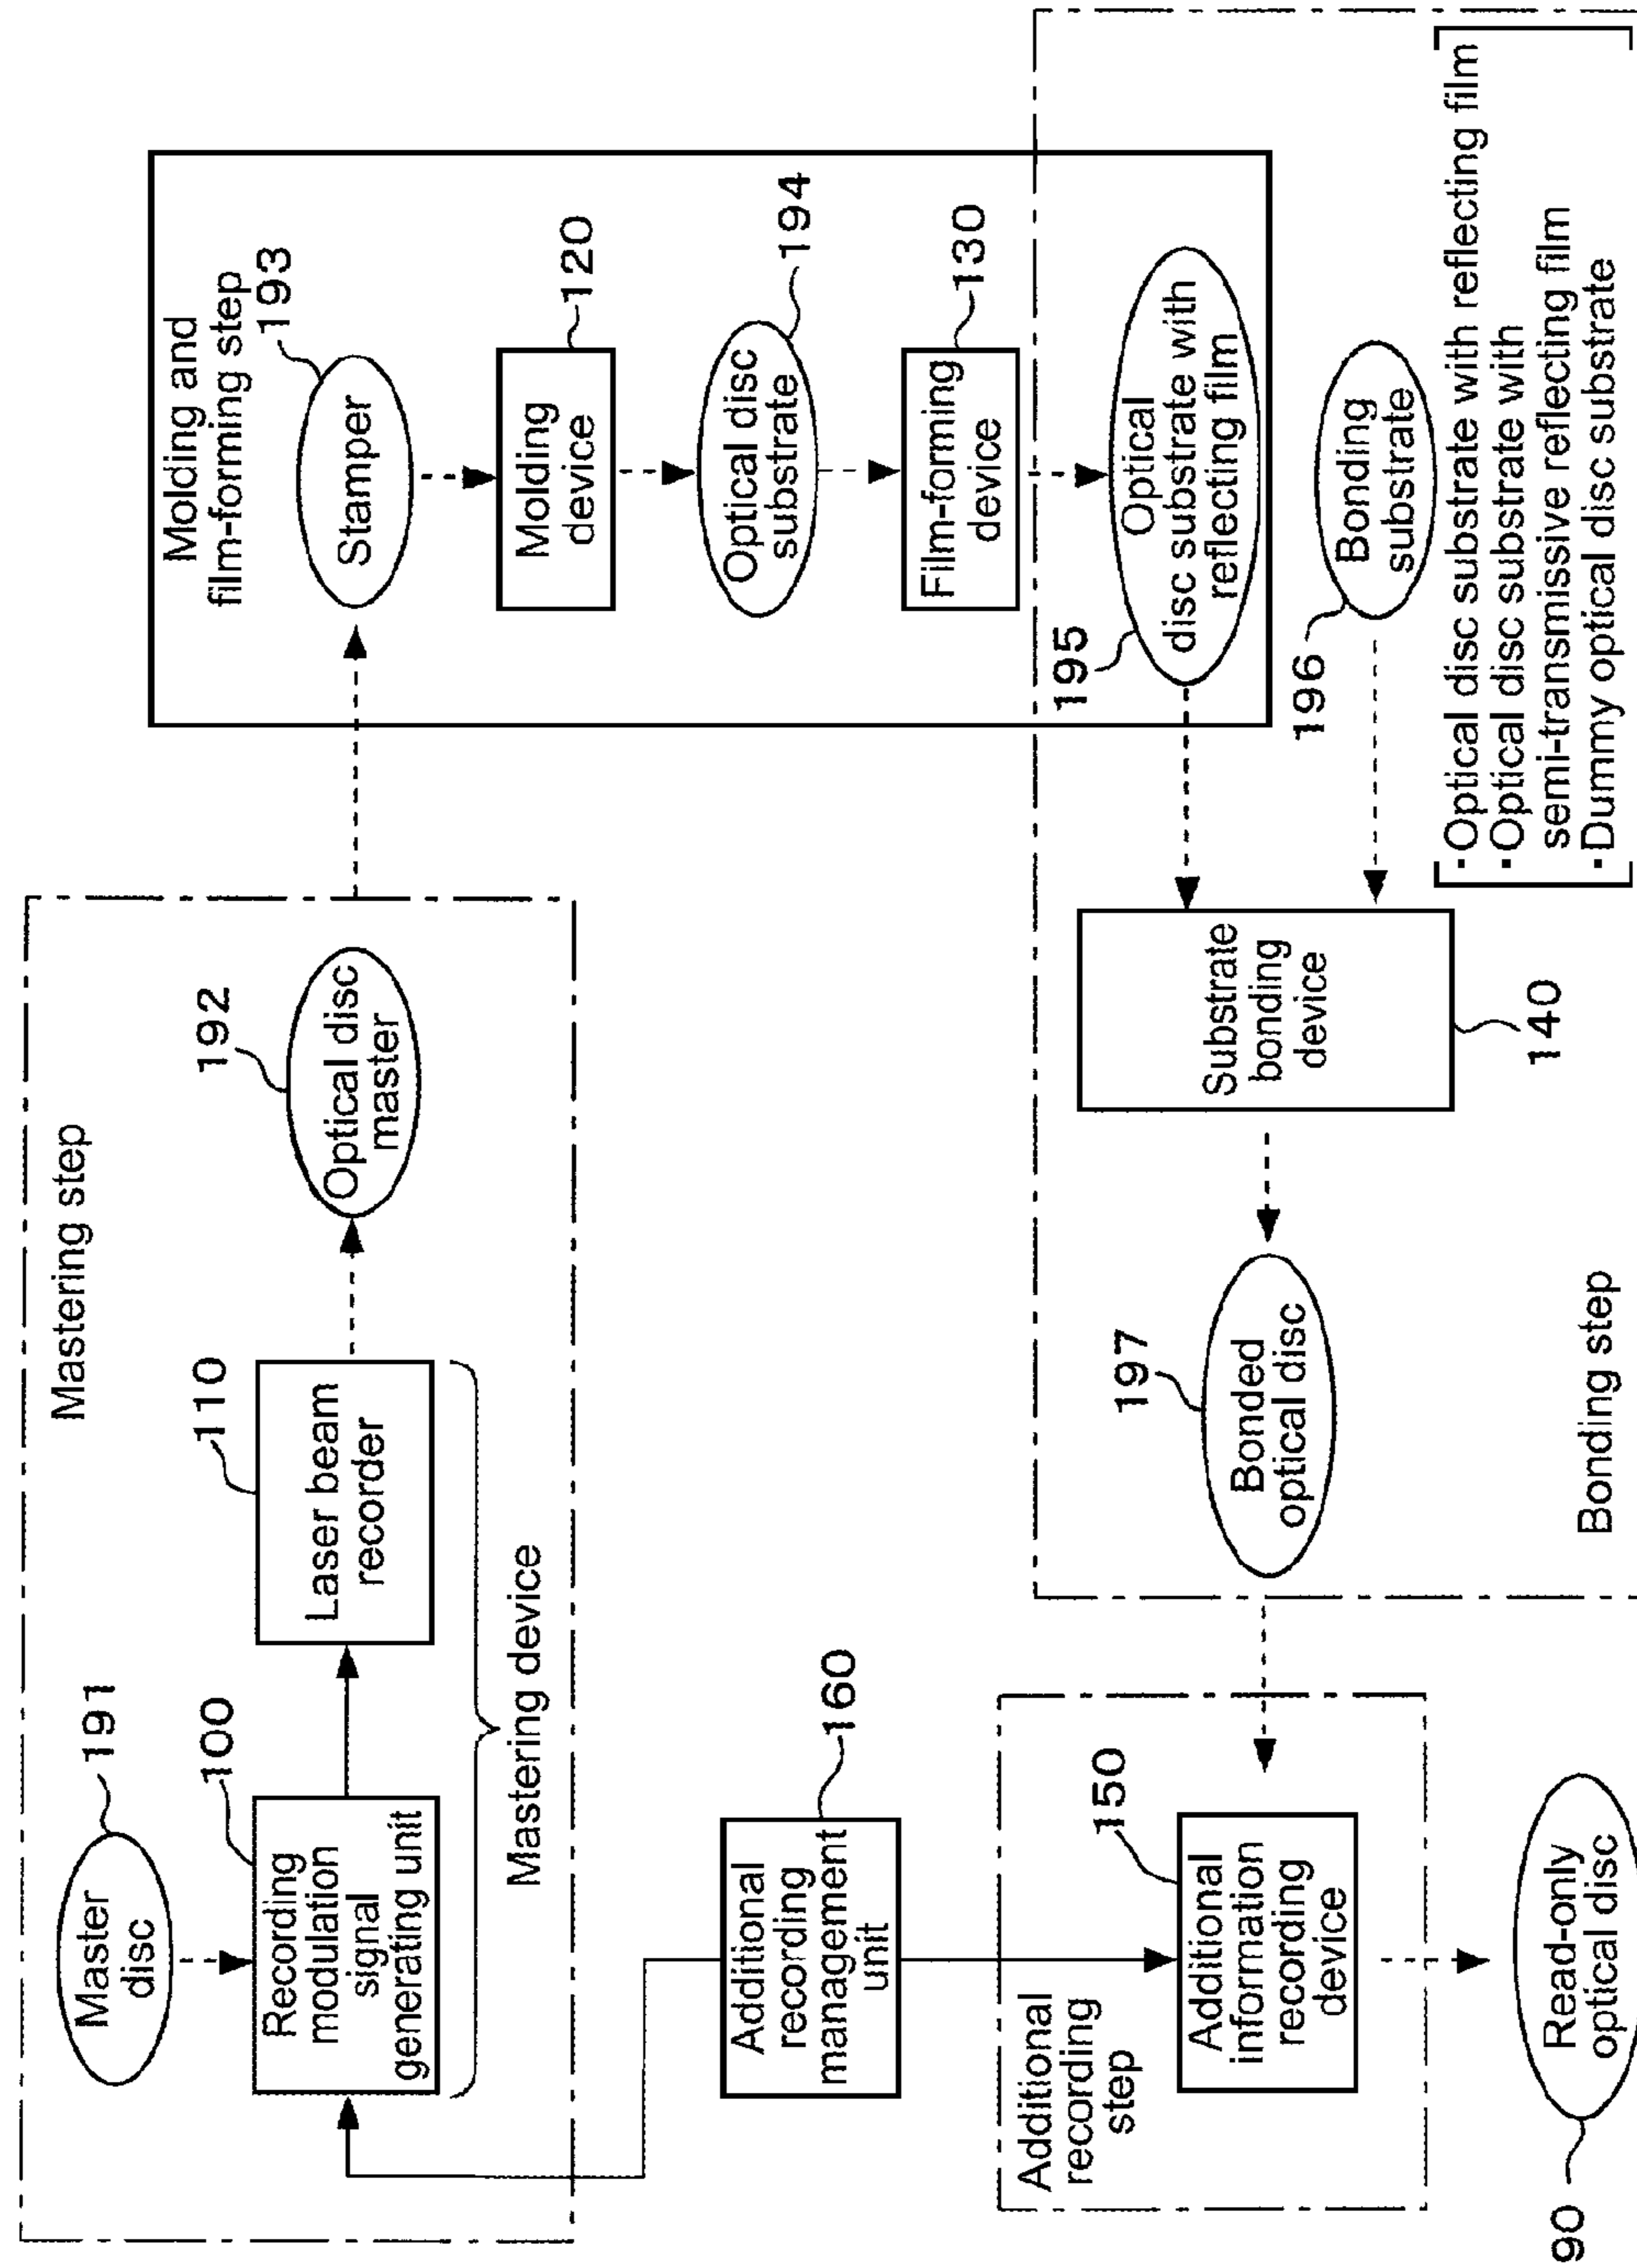 Mastering step
Master
disc
191
Recording
modulation
signal
generating unit
100
Laser beam
recorder
110
Mastering device
Optical disc
master
192
Molding and
film-forming step
Stamper
193
Molding
device
120
Optical disc
substrate
194
Film-forming
device
130
Optical
disc substrate with
reflecting film
195
Bonding
substrate
196
・Optical disc substrate with reflecting film
・Optical disc substrate with
semi-transmissive reflecting film
・Dummy optical disc substrate
Substrate
bonding
device
140
Bonded
optical disc
197
Bonding step
Additional
recording
management
unit
160
Additional
recording
step
Additional
information
recording
device
150
Read-only
optical disc
90